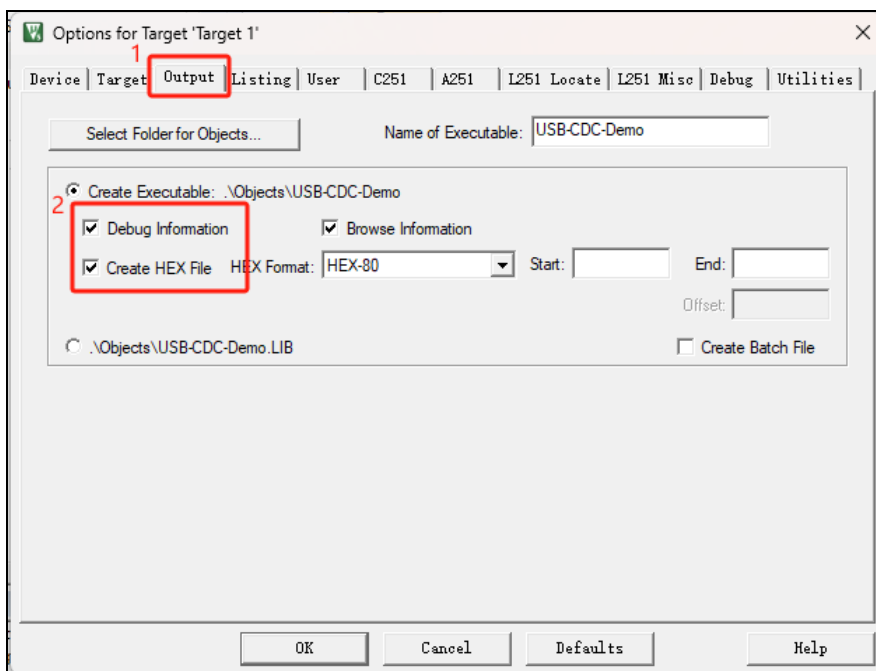 Options for Target 'Target 1'
1
Device Target Output Listing User C251 A251 L251 Locate L251 Misc Debug Utilities
Select Folder for Objects... Name of Executable: USB-CDC-Demo
Create Executable: .\Objects\USB-CDC-Demo
2
Debug Information Browse Information
Create HEX File HEX Format: HEX-80 Start: End:
Offset:
.\Objects\USB-CDC-Demo.LIB Create Batch File
OK Cancel Defaults Help